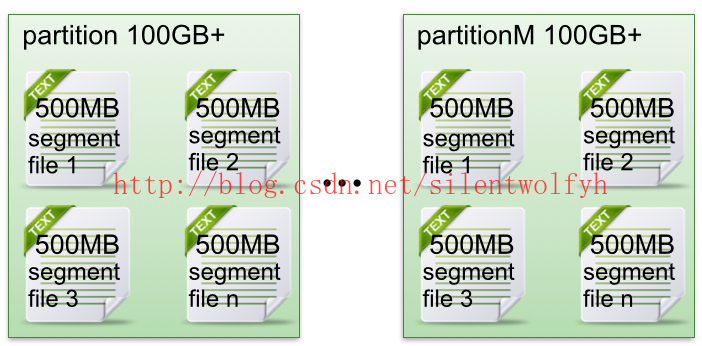 partition 100GB+
TEXT
500MB
segment
file 1
TEXT
500MB
segment
file 2
TEXT
500MB
segment
file 3
TEXT
500MB
segment
file n
...
partitionM 100GB+
TEXT
500MB
segment
file 1
TEXT
500MB
segment
file 2
TEXT
500MB
segment
file 3
TEXT
500MB
segment
file n
http://blog.csdn.net/silentwolfyh